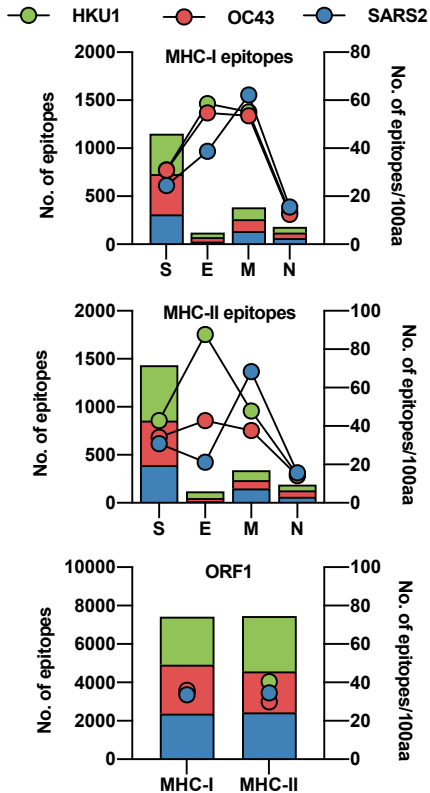 HKU1 OC43 SARS2
MHC-I epitopes
No. of epitopes
2000
1500
1000
500
0
80
60
40
20
0
No. of epitopes/100aa
S E M N
MHC-II epitopes
No. of epitopes
2000
1500
1000
500
0
100
80
60
40
20
0
No. of epitopes/100aa
S E M N
ORF1
No. of epitopes
10000
8000
6000
4000
2000
0
100
80
60
40
20
0
No. of epitopes/100aa
MHC-I MHC-II